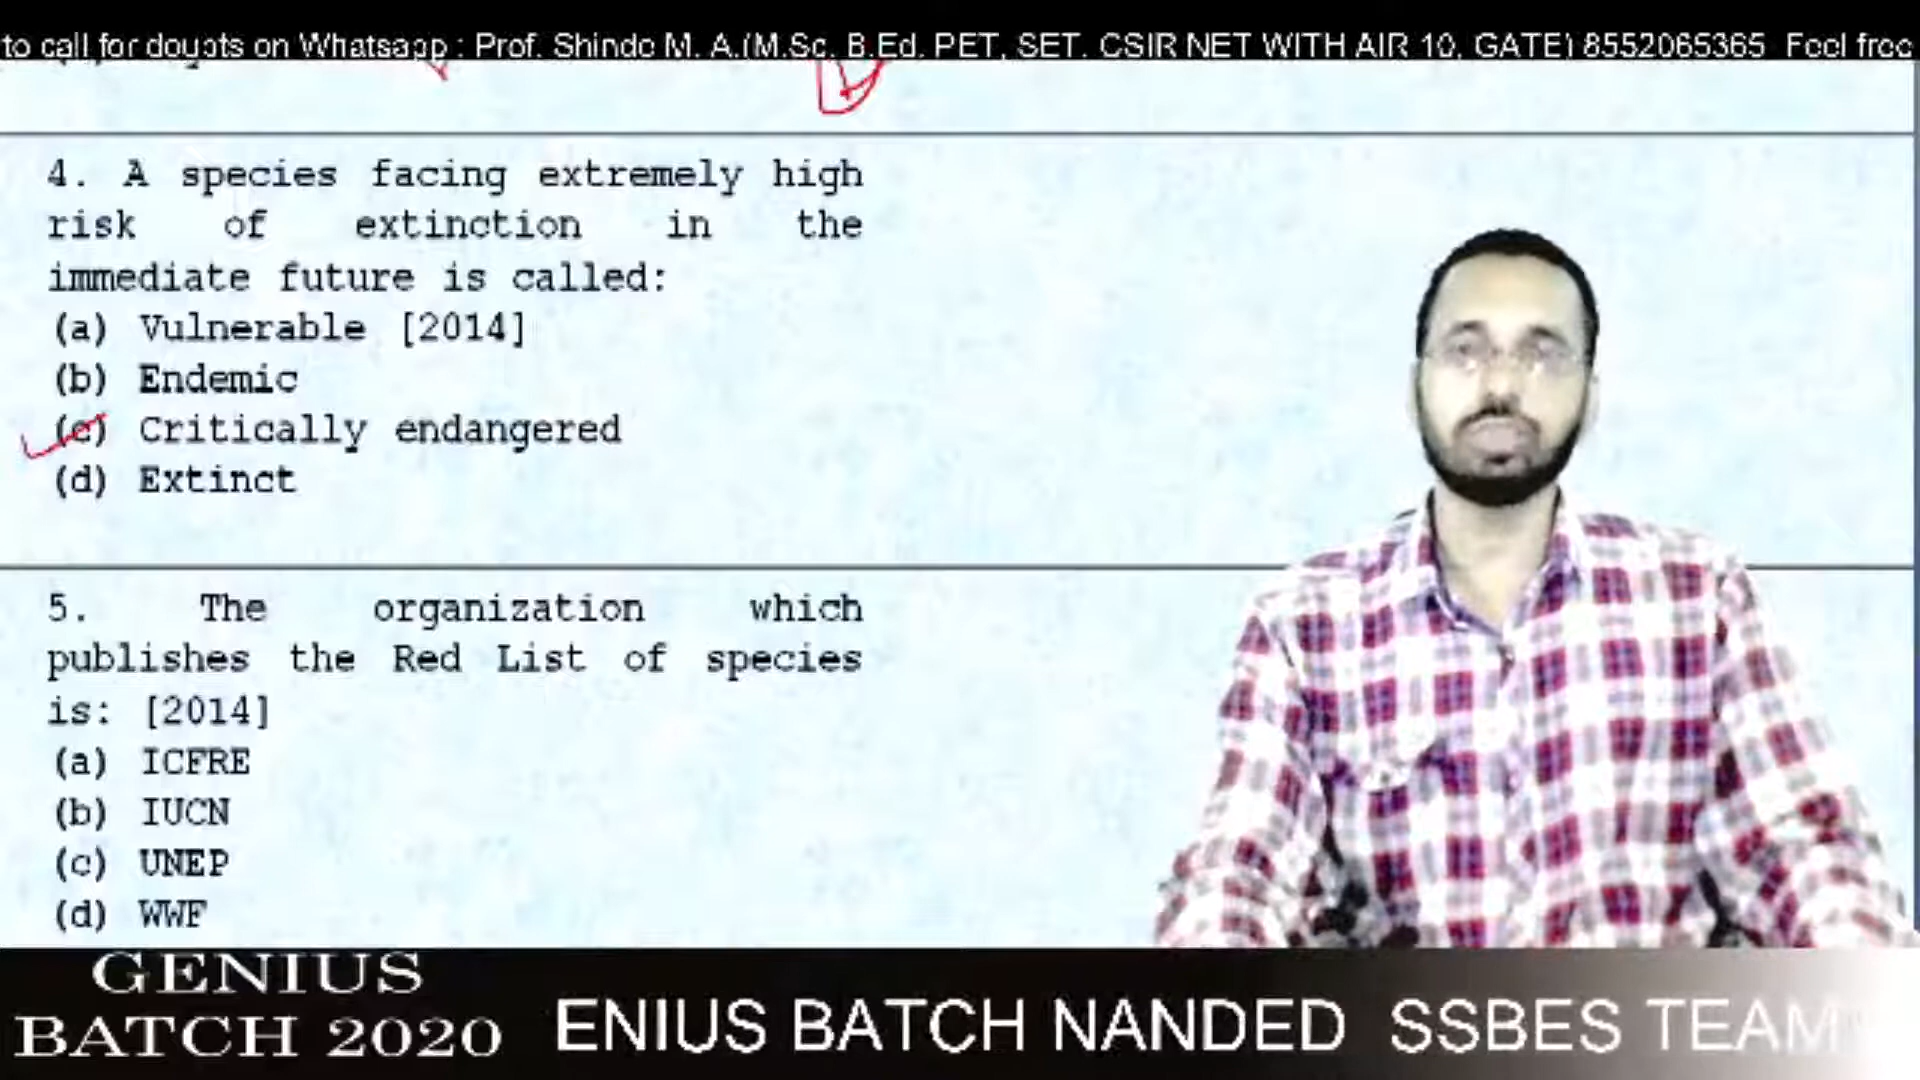 to call for doubts on Whatsapp : Prof. Shinde M. A.(M.Sc. B.Ed. PET, SET. CSIR NET WITH AIR 10, GATE) 8552065365 Feel free
4. A species facing extremely high
risk of extinction in the
immediate future is called:
(a) Vulnerable [2014]
(b) Endemic
(c) Critically endangered
(d) Extinct
5. The organization which
publishes the Red List of species
is: [2014]
(a) ICFRE
(b) IUCN
(c) UNEP
(d) WWF
GENIUS
BATCH 2020
ENIUS BATCH NANDED SSBES TEAM